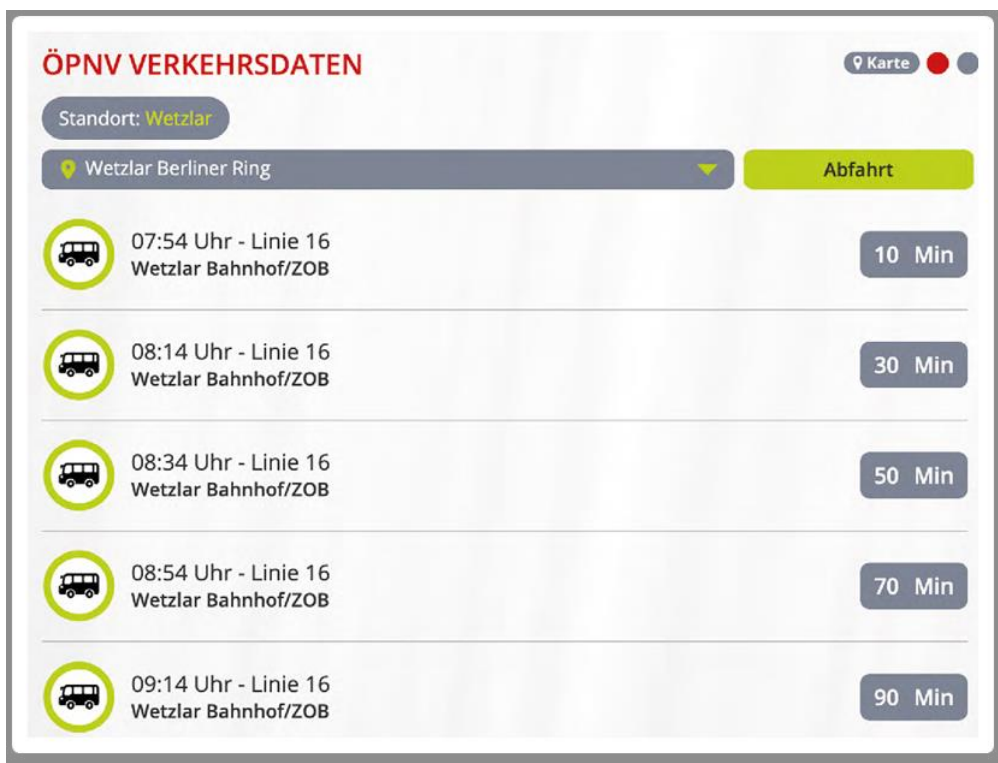 ÖPNV VERKEHRSDATEN
Karte
Standort: Wetzlar
Wetzlar Berliner Ring
Abfahrt
07:54 Uhr - Linie 16
Wetzlar Bahnhof/ZOB
10 Min
08:14 Uhr - Linie 16
Wetzlar Bahnhof/ZOB
30 Min
08:34 Uhr - Linie 16
Wetzlar Bahnhof/ZOB
50 Min
08:54 Uhr - Linie 16
Wetzlar Bahnhof/ZOB
70 Min
09:14 Uhr - Linie 16
Wetzlar Bahnhof/ZOB
90 Min